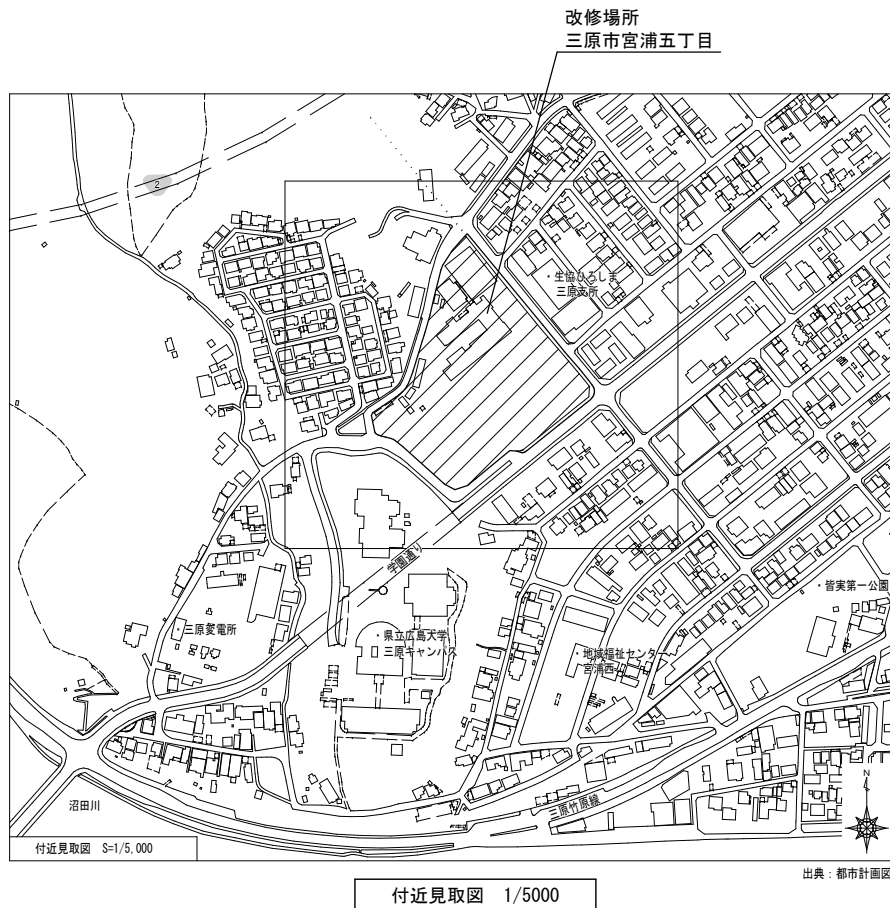 改修場所
三原市宮浦五丁目
2
・生協ひろしま
三原支所
学園通り
・皆実第一公園
・三原変電所
・県立広島大学
三原キャンパス
・地域福祉センター
宮浦西
N
沼田川
三原竹原線
付近見取図 S=1/5,000
出典：都市計画図
付近見取図 1/5000